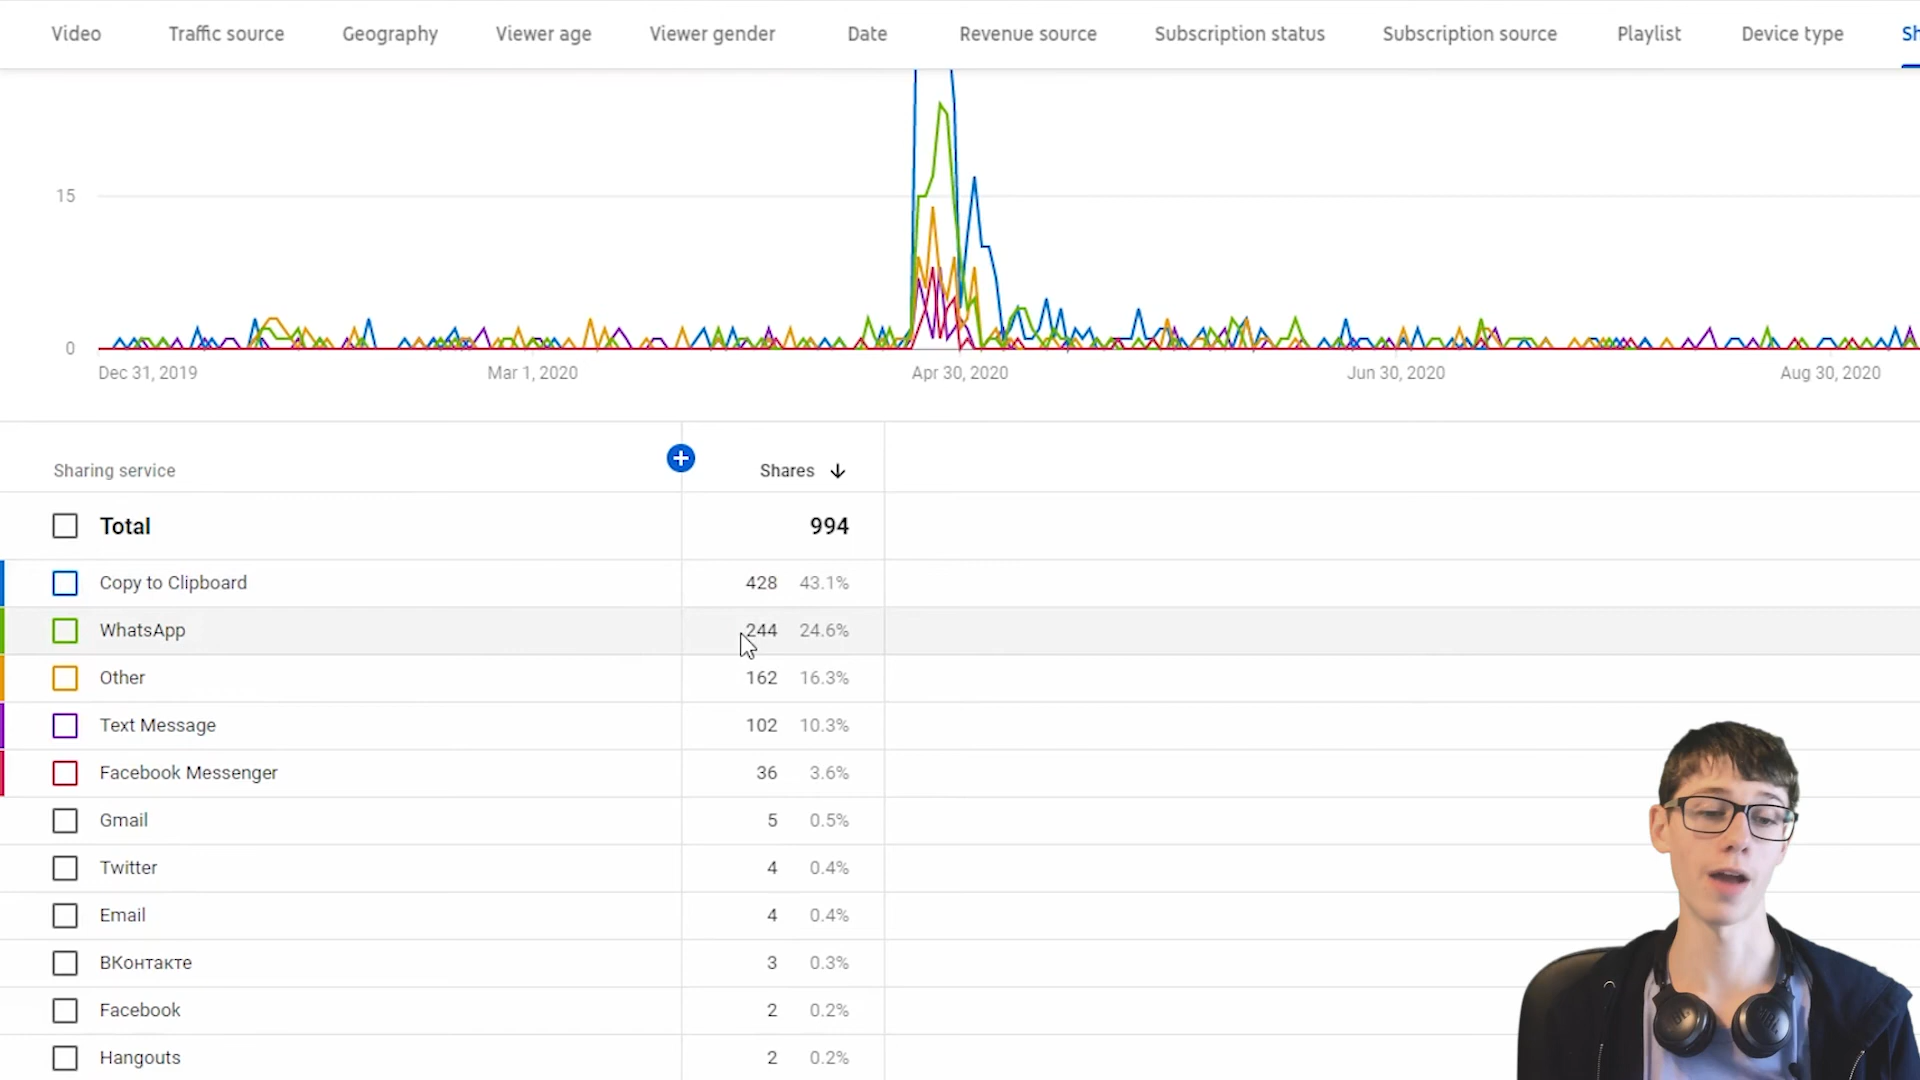 Video Traffic source Geography Viewer age Viewer gender Date Revenue source Subscription status Subscription source Playlist Device type Sh
15
0
Dec 31, 2019 Mar 1, 2020 Apr 30, 2020 Jun 30, 2020 Aug 30, 2020
Sharing service Shares
Total 994
Copy to Clipboard 428 43.1%
WhatsApp 244 24.6%
Other 162 16.3%
Text Message 102 10.3%
Facebook Messenger 36 3.6%
Gmail 5 0.5%
Twitter 4 0.4%
Email 4 0.4%
ВКонтакте 3 0.3%
Facebook 2 0.2%
Hangouts 2 0.2%
JBL